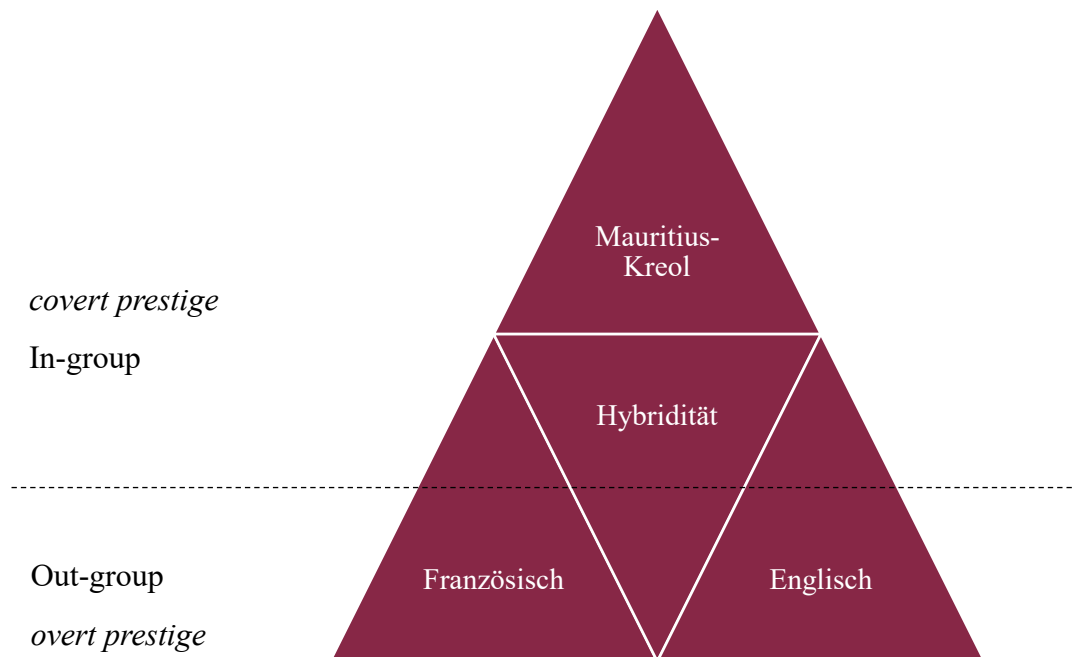 Mauritius-
Kreol
covert prestige
In-group
Hybridität
Out-group
Französisch
Englisch
overt prestige